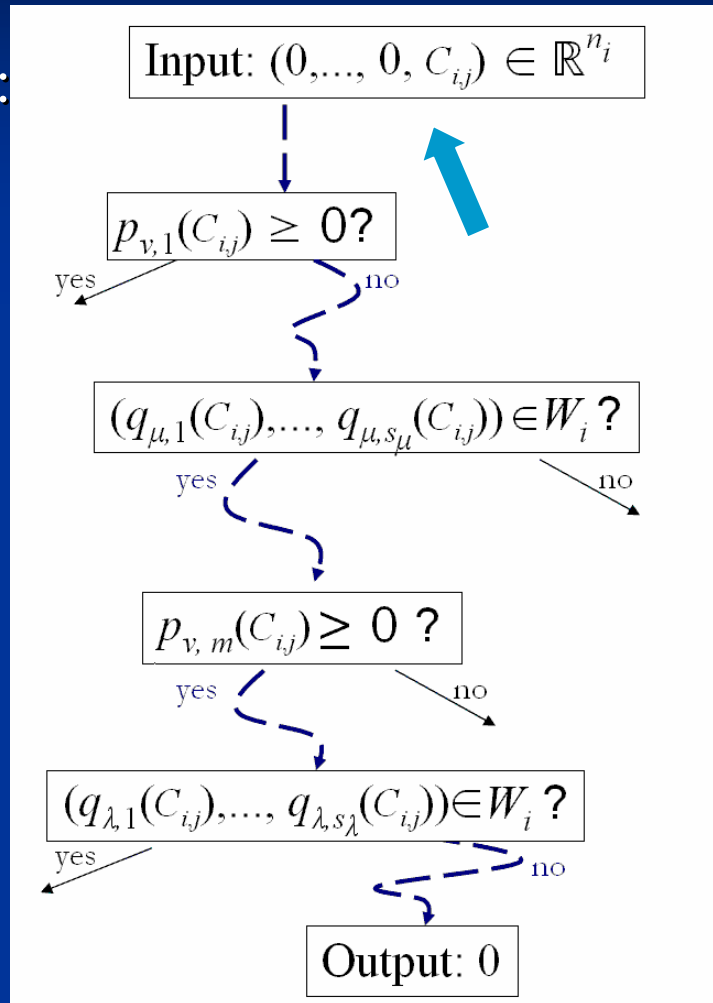 :
Input: (0,..., 0, C_{i,j}) ∈ ℝ^{n_i}
p_{v,1}(C_{i,j}) ≥ 0?
yes no
(q_{μ,1}(C_{i,j}),..., q_{μ,s_μ}(C_{i,j})) ∈ W_i ?
yes no
p_{v, m}(C_{i,j}) ≥ 0 ?
yes no
(q_{λ,1}(C_{i,j}),..., q_{λ,s_λ}(C_{i,j})) ∈ W_i ?
yes no
Output: 0